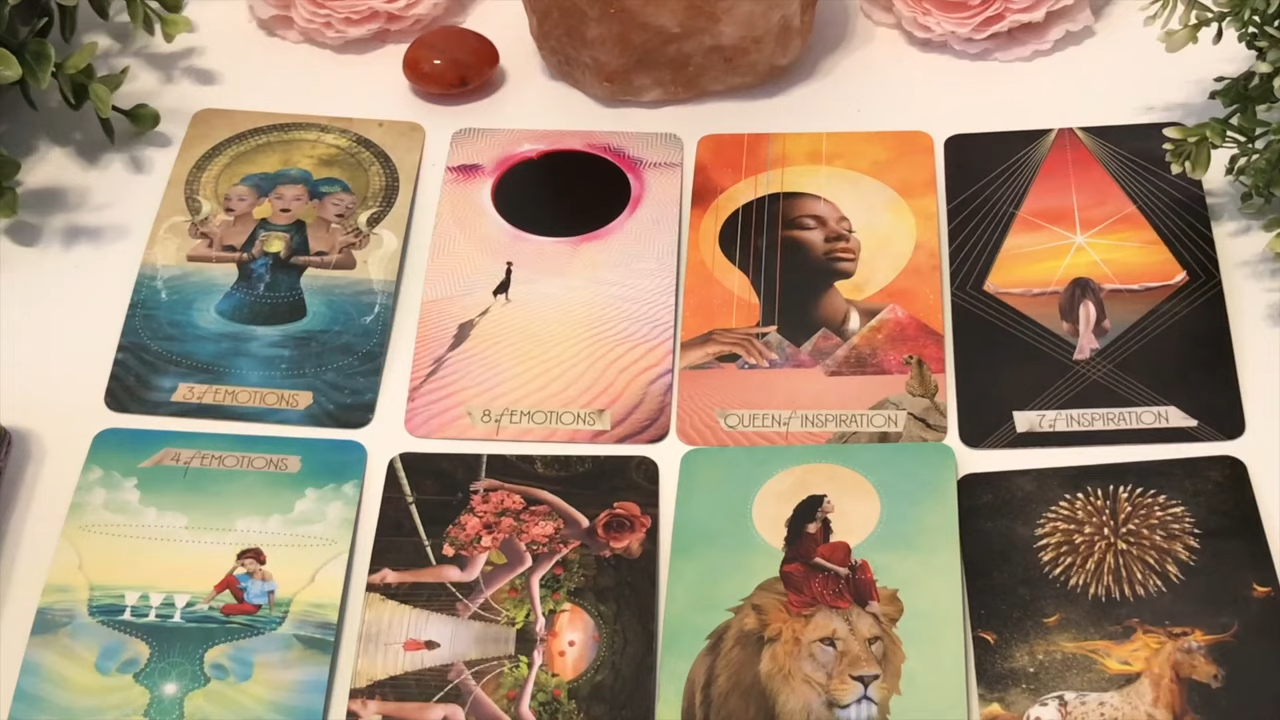 3 of EMOTIONS
8 of EMOTIONS
QUEEN of INSPIRATION
7 of INSPIRATION
4 of EMOTIONS